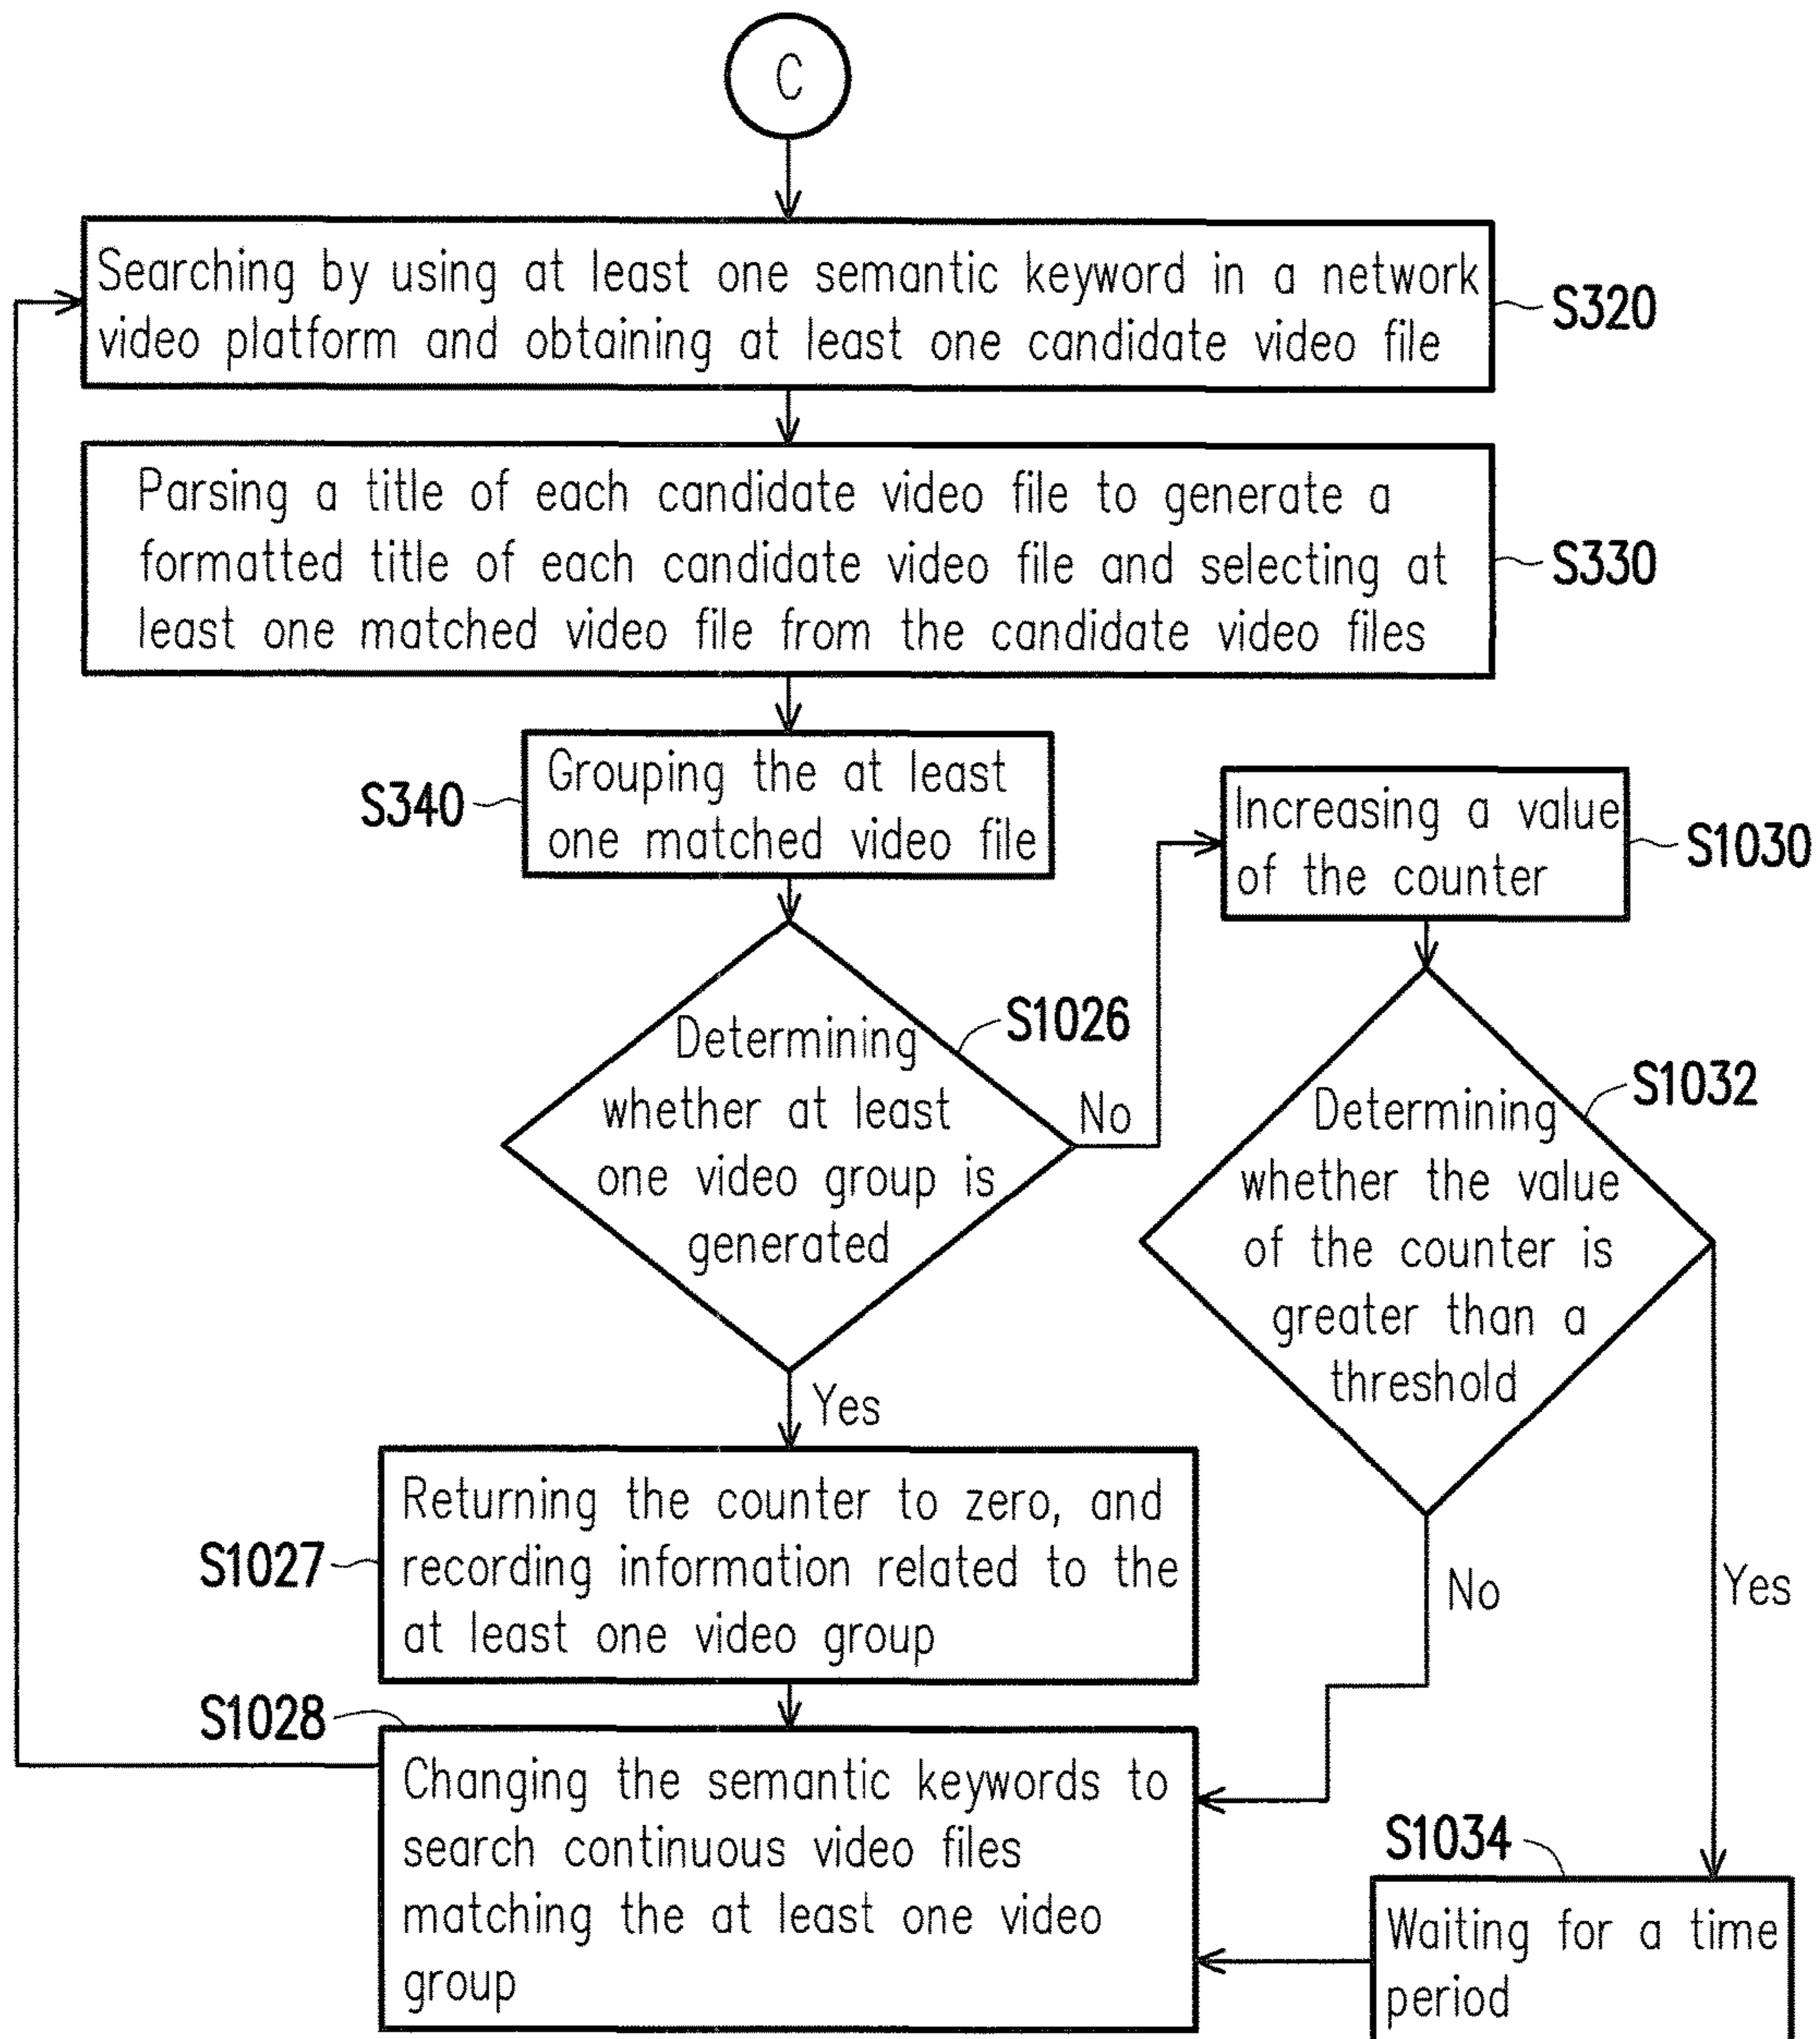 C
Searching by using at least one semantic keyword in a network
video platform and obtaining at least one candidate video file
S320
Parsing a title of each candidate video file to generate a
formatted title of each candidate video file and selecting at
least one matched video file from the candidate video files
S330
S340
Grouping the at least
one matched video file
Increasing a value
of the counter
S1030
Determining
whether at least
one video group is
generated
S1026
No
Determining
whether the value
of the counter is
greater than a
threshold
S1032
Yes
Returning the counter to zero, and
recording information related to the
at least one video group
S1027
No
Yes
S1028
Changing the semantic keywords to
search continuous video files
matching the at least one video
group
S1034
Waiting for a time
period